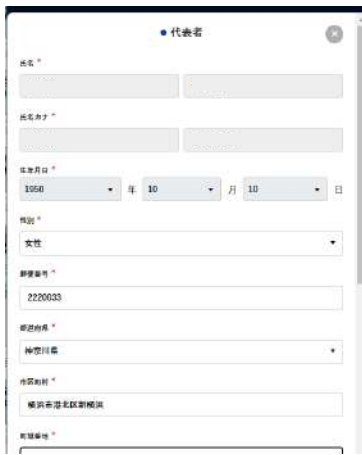 代表者
氏名 *
氏名カナ *
生年月日 *
1950 年 10 月 10 日
性別 *
女性
郵便番号 *
2220033
都道府県 *
神奈川県
市区町村 *
横浜市港北区新横浜
町域番地 *